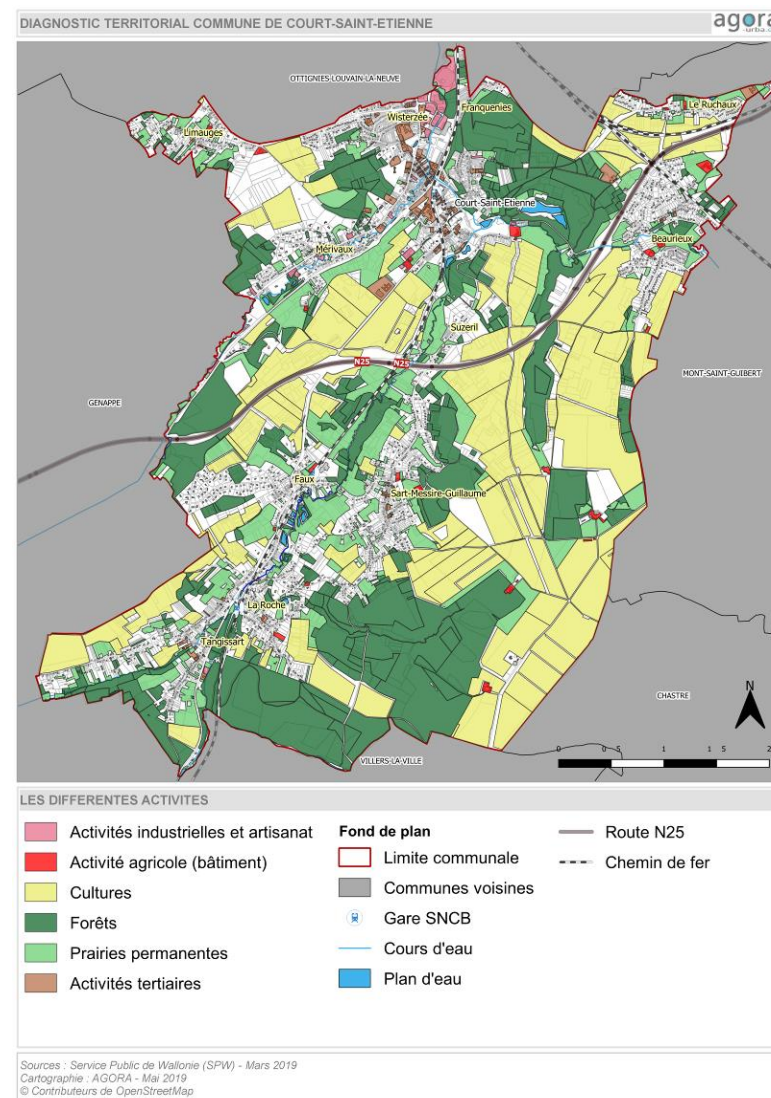 DIAGNOSTIC TERRITORIAL COMMUNE DE COURT-SAINT-ETIENNE
agora
OTTIGNIES-LOUVAIN-LA-NEUVE
Limauges
Wisterzée
Franquenies
Le Ruchaux
Court-Saint-Etienne
Beaurieux
Mérivaux
Suzeril
N25
N25
MONT-SAINT-GUIBERT
GENAPPE
Faux
Sart-Messire-Guillaume
La Roche
Tangissart
CHASTRE
VILLERS-LA-VILLE
N
0 0 5 1 1 5 2
LES DIFFERENTES ACTIVITES
Activités industrielles et artisanat
Activité agricole (bâtiment)
Cultures
Forêts
Prairies permanentes
Activités tertiaires
Fond de plan
Limite communale
Communes voisines
Gare SNCB
Cours d'eau
Plan d'eau
Route N25
Chemin de fer
Sources : Service Public de Wallonie (SPW) - Mars 2019
Cartographie : AGORA - Mai 2019
© Contributeurs de OpenStreetMap